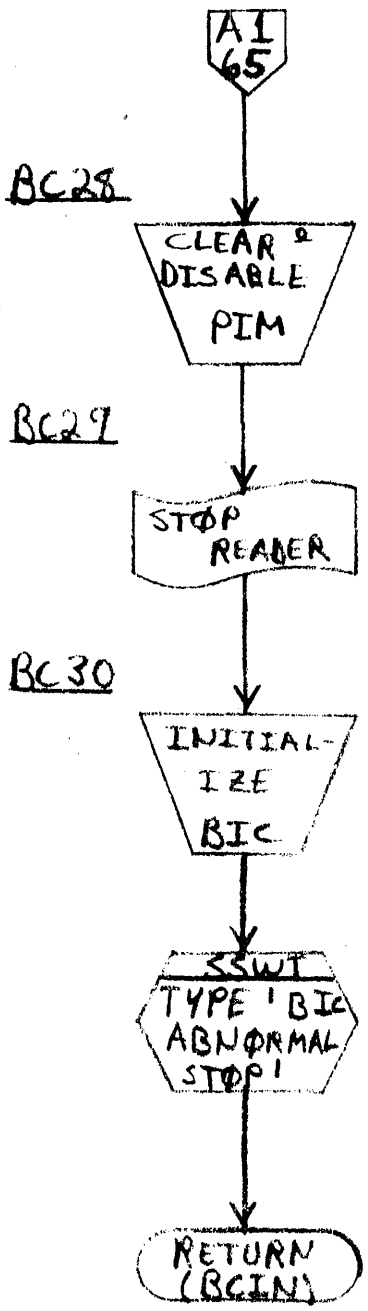 A1
65
BC28
CLEAR &
DISABLE
PIM
BC29
STØP
READER
BC30
INITIAL-
IZE
BIC
SSWI
TYPE 'BIC
ABNØRMAL
STØP'
RETURN
(BCIN)